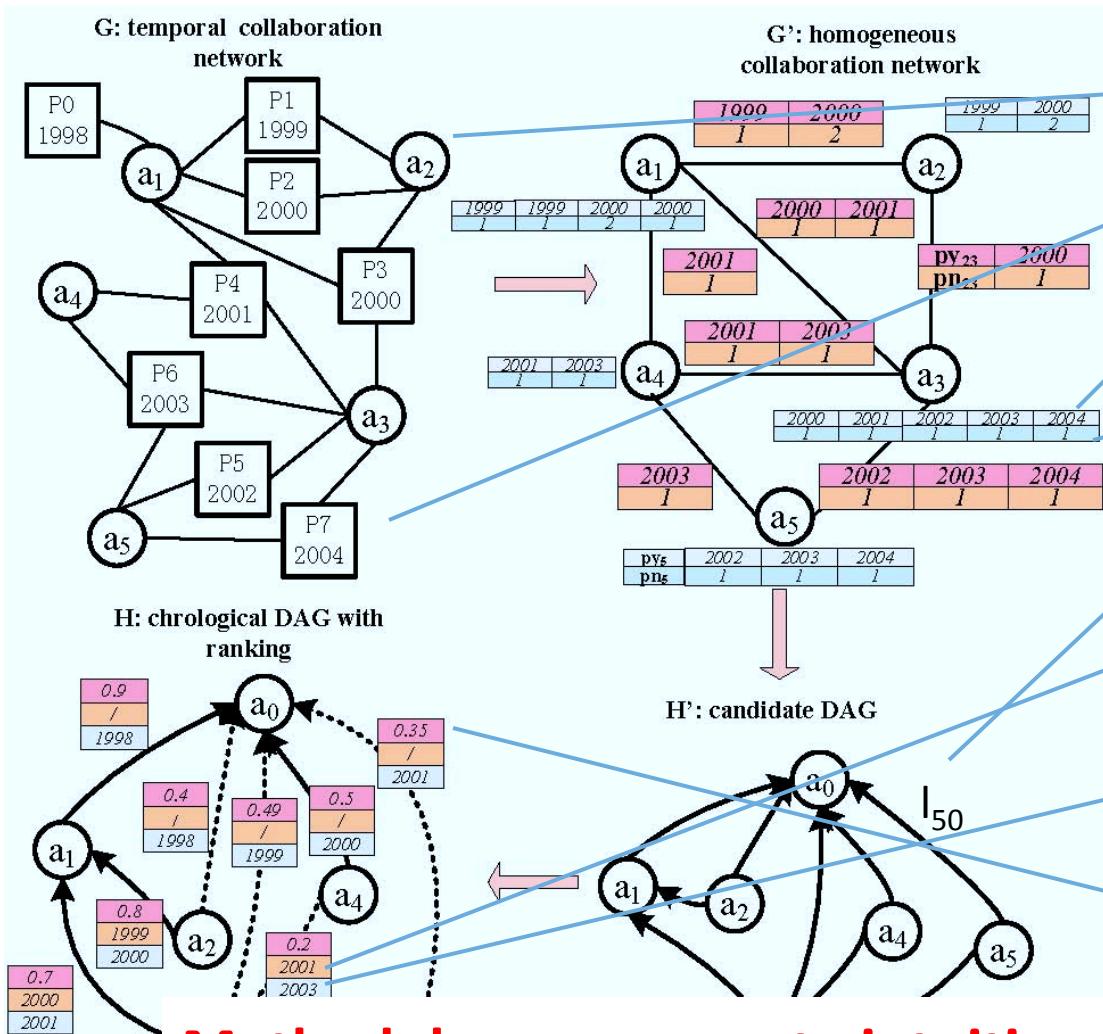 G: temporal collaboration
network
P0
1998
P1
1999
a1
a2
P2
2000
P3
2000
P4
2001
a4
P6
2003
a3
P5
2002
a5
P7
2004
G’: homogeneous
collaboration network
1999 2000
1 2
1999 2000
1 2
a1
a2
1999 1999 2000 2000
1 1 2 1
2000 2001
1 1
2001
1
py23 2000
pn23 1
2001 2003
1 1
2001 2003
1 1
a4
a3
2000 2001 2002 2003 2004
1 1 1 1 1
2003
1
2002 2003 2004
1 1 1
a5
py5 2002 2003 2004
pn5 1 1 1
H: chrological DAG with
ranking
0.9
/
1998
a0
0.35
/
2001
0.4
/
1998
0.49
/
1999
0.5
/
2000
a1
a4
0.8
1999
2000
a2
0.2
2001
2003
0.7
2000
2001
H’: candidate DAG
a0
l50
a1
a2
a4
a5